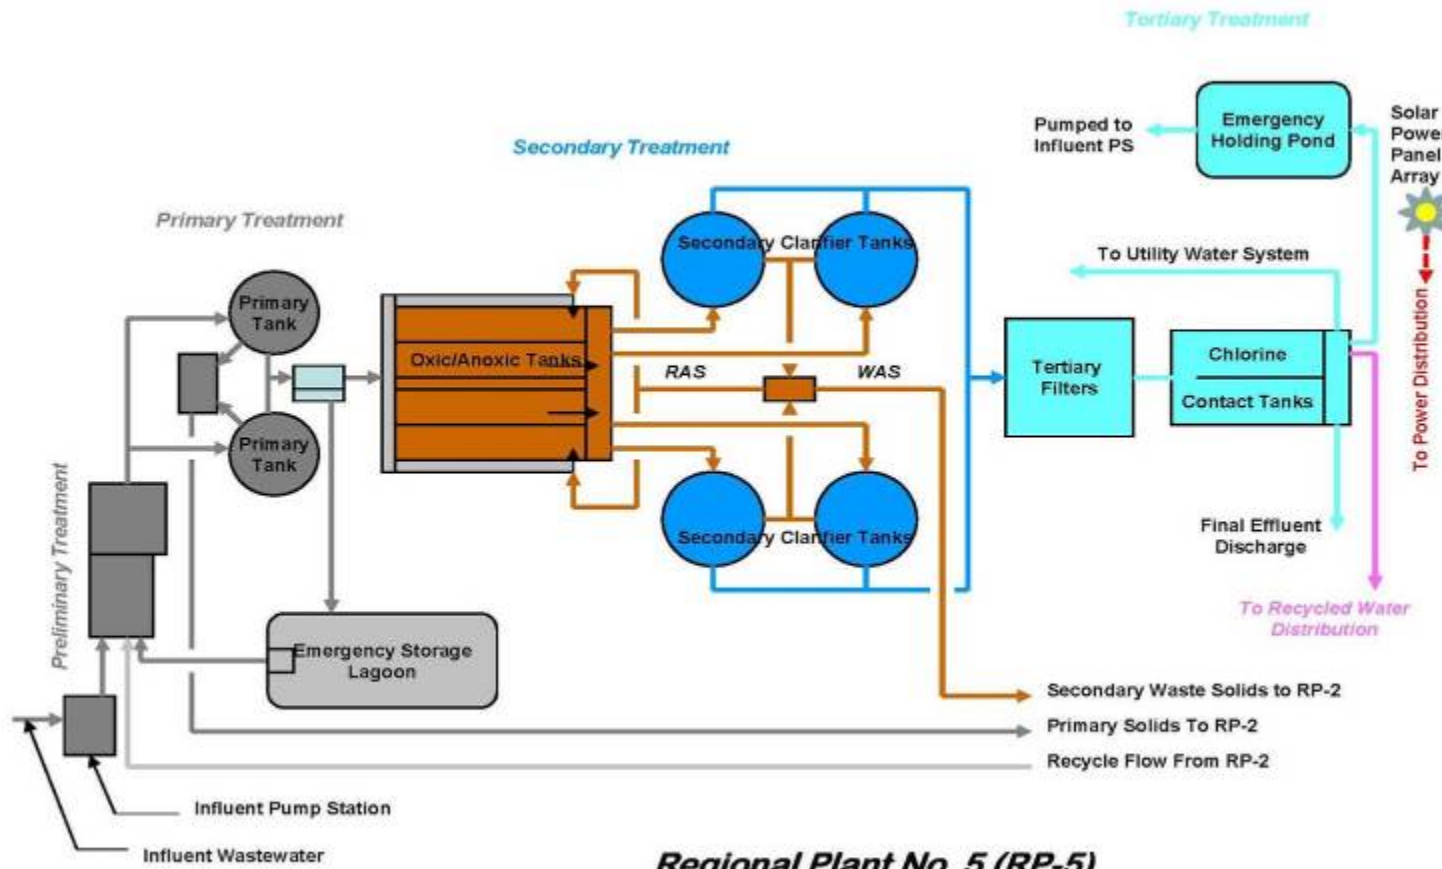 Tertiary Treatment
Emergency
Holding Pond
Pumped to
Influent PS
Solar
Power
Panel
Array
Secondary Treatment
Primary Treatment
Secondary Clarifier Tanks
To Utility Water System
Primary
Tank
Oxic/Anoxic Tanks
RAS
WAS
Tertiary
Filters
Chlorine
Contact Tanks
To Power Distribution
Primary
Tank
Preliminary Treatment
Secondary Clarifier Tanks
Final Effluent
Discharge
To Recycled Water
Distribution
Emergency Storage
Lagoon
Secondary Waste Solids to RP-2
Primary Solids To RP-2
Recycle Flow From RP-2
Influent Pump Station
Influent Wastewater
Regional Plant No. 5 (RP-5)